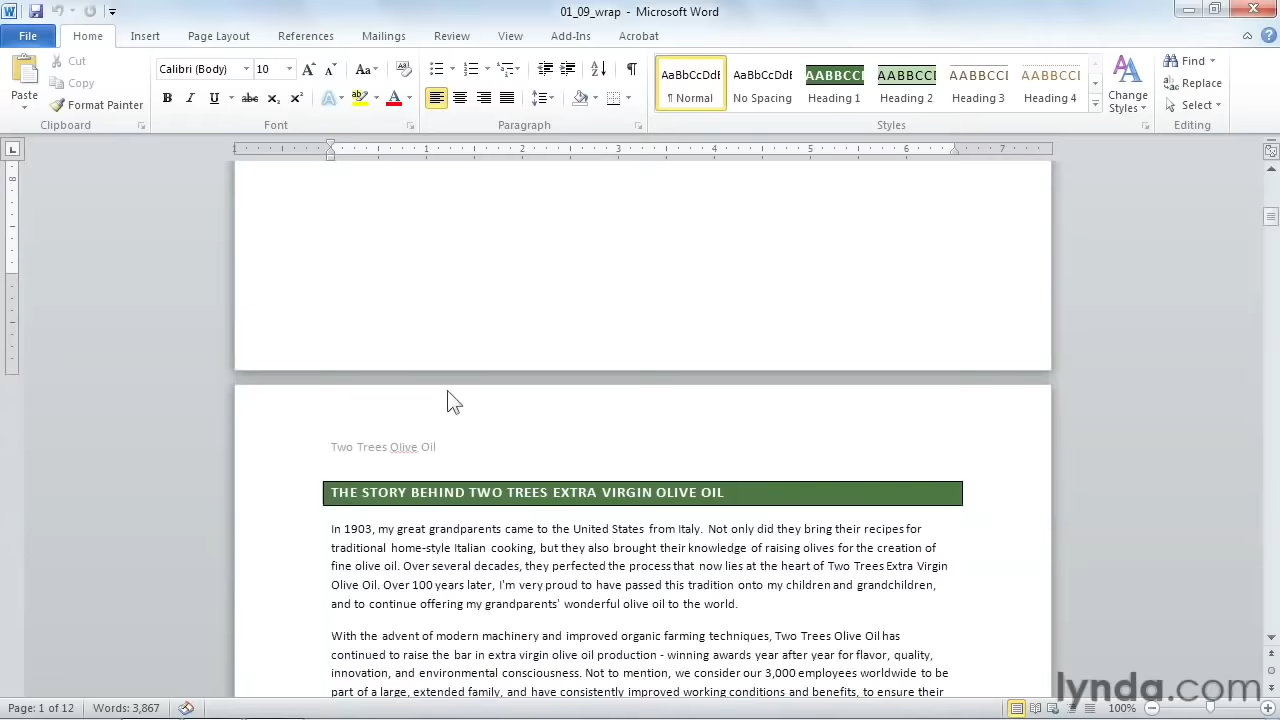 01_09_wrap - Microsoft Word
File Home Insert Page Layout References Mailings Review View Add-Ins Acrobat
Paste
Cut
Copy
Format Painter
Clipboard
Calibri (Body) 10
Font
Paragraph
AaBbCcDdE AaBbCcDdE AABBCCI AABBCCI AABBCCI AABBCCI
¶ Normal No Spacing Heading 1 Heading 2 Heading 3 Heading 4
Styles
Change
Styles
Find
Replace
Select
Editing
1 1 2 3 4 5 6 7
8
Two Trees Olive Oil
THE STORY BEHIND TWO TREES EXTRA VIRGIN OLIVE OIL
In 1903, my great grandparents came to the United States from Italy. Not only did they bring their recipes for
traditional home-style Italian cooking, but they also brought their knowledge of raising olives for the creation of
fine olive oil. Over several decades, they perfected the process that now lies at the heart of Two Trees Extra Virgin
Olive Oil. Over 100 years later, I'm very proud to have passed this tradition onto my children and grandchildren,
and to continue offering my grandparents' wonderful olive oil to the world.
With the advent of modern machinery and improved organic farming techniques, Two Trees Olive Oil has
continued to raise the bar in extra virgin olive oil production - winning awards year after year for flavor, quality,
innovation, and environmental consciousness. Not to mention, we consider our 3,000 employees worldwide to be
part of a large, extended family, and have consistently improved working conditions and benefits, to ensure their
lynda.com
Page: 1 of 12 Words: 3,867 100%